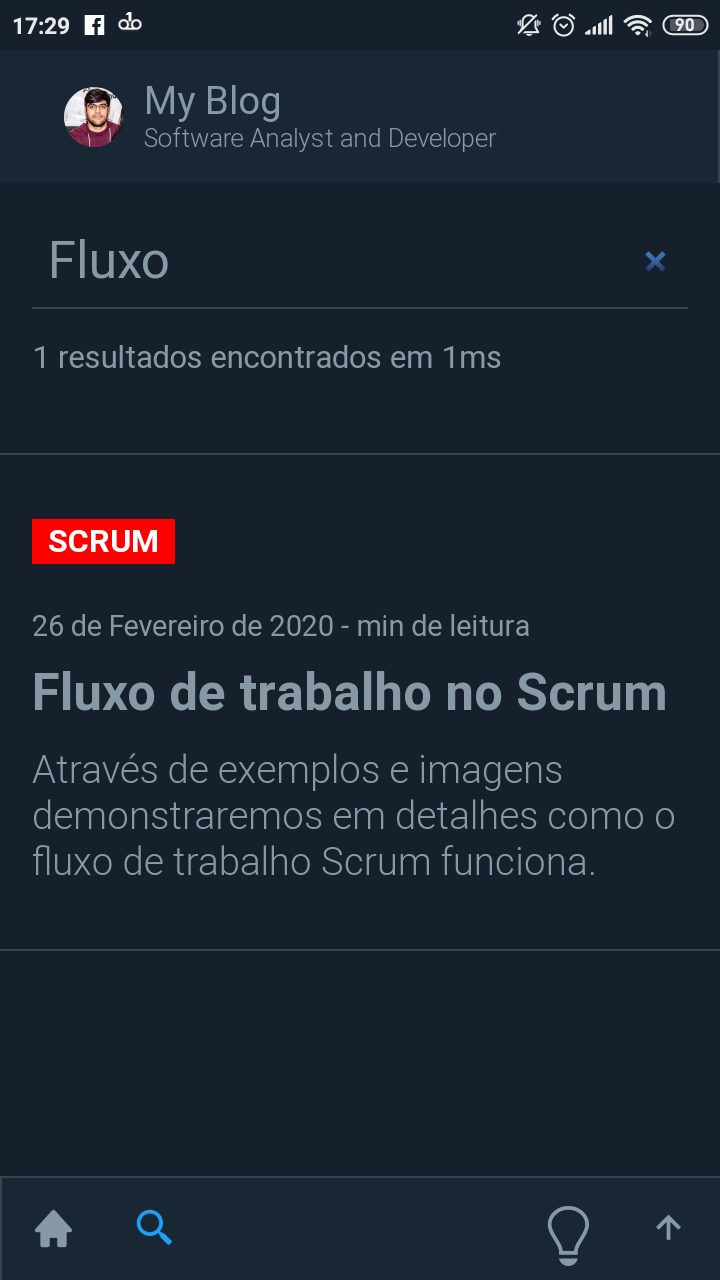 17:29
90
My Blog
Software Analyst and Developer
Fluxo
1 resultados encontrados em 1ms
SCRUM
26 de Fevereiro de 2020 - min de leitura
Fluxo de trabalho no Scrum
Através de exemplos e imagens
demonstraremos em detalhes como o
fluxo de trabalho Scrum funciona.